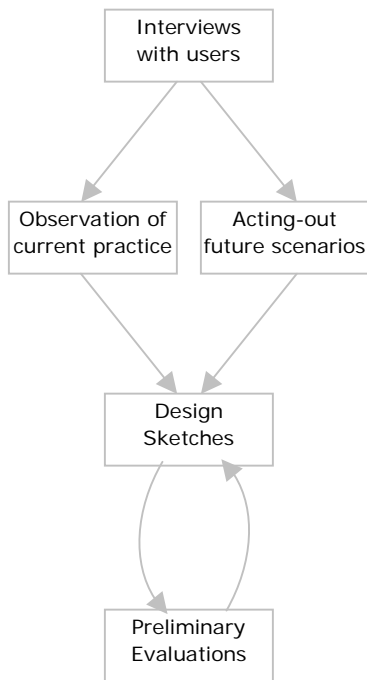 Interviews
with users
Observation of
current practice
Acting-out
future scenarios
Design
Sketches
Preliminary
Evaluations